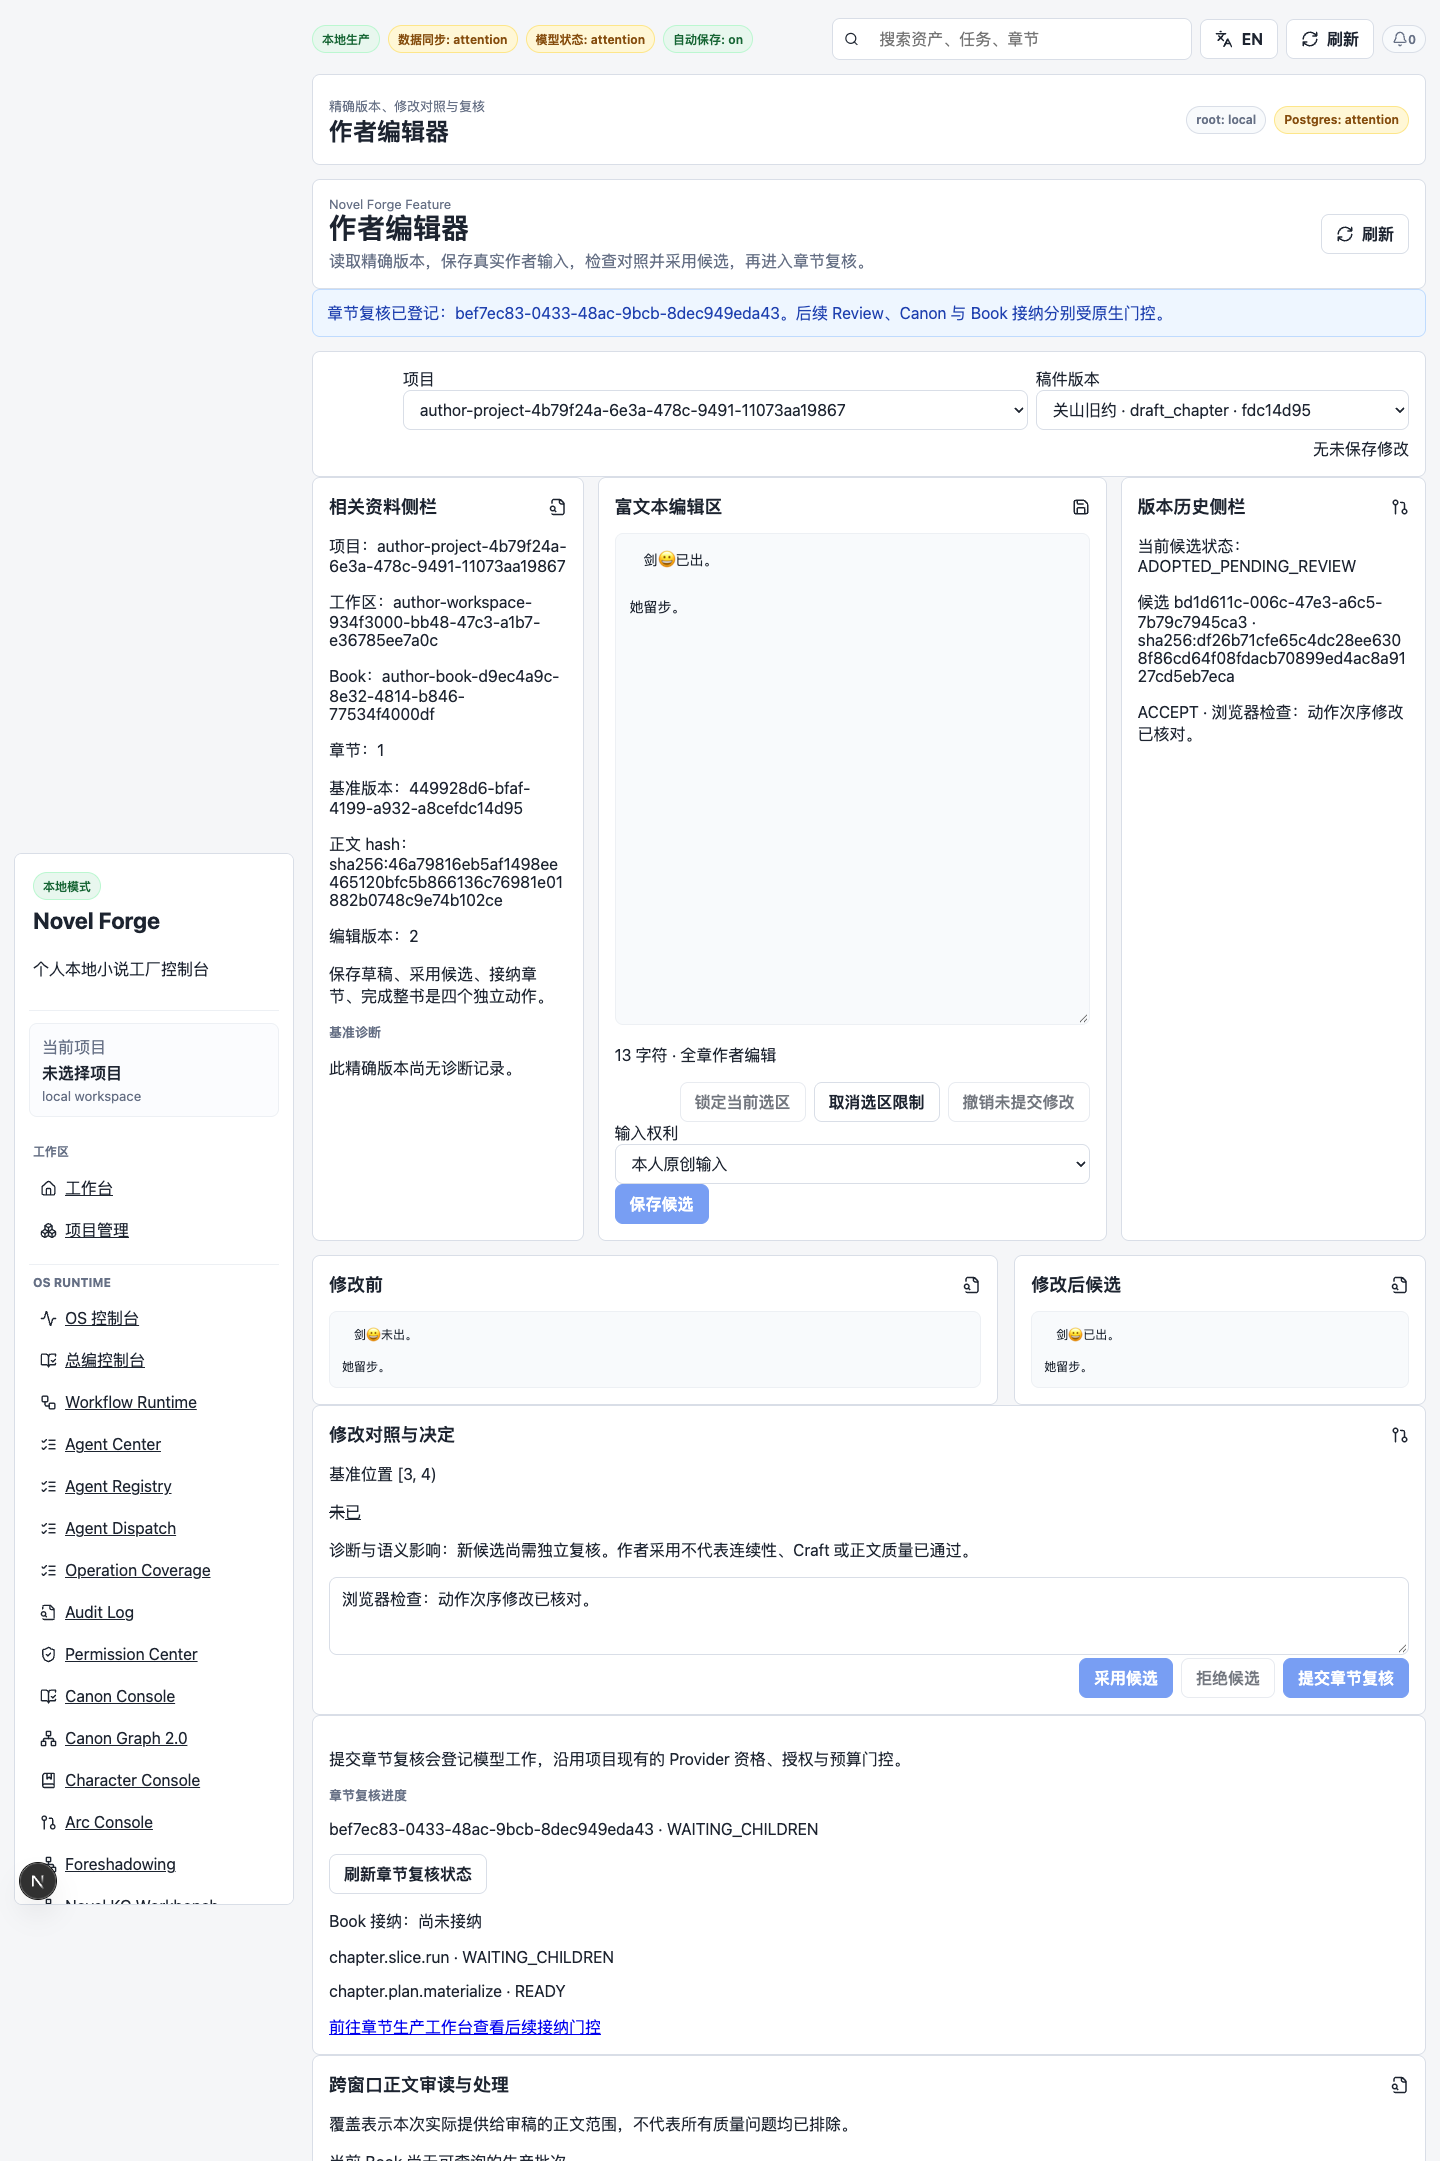 本地生产
数据同步: attention
模型状态: attention
自动保存: on
搜索资产、任务、章节
EN
刷新
0
精确版本、修改对照与复核
作者编辑器
root: local
Postgres: attention
Novel Forge Feature
作者编辑器
读取精确版本，保存真实作者输入，检查对照并采用候选，再进入章节复核。
刷新
章节复核已登记：bef7ec83-0433-48ac-9bcb-8dec949eda43。后续 Review、Canon 与 Book 接纳分别受原生门控。
项目
author-project-4b79f24a-6e3a-478c-9491-11073aa19867
稿件版本
关山旧约 · draft_chapter · fdc14d95
无未保存修改
相关资料侧栏
项目：author-project-4b79f24a-
6e3a-478c-9491-11073aa19867
工作区：author-workspace-
934f3000-bb48-47c3-a1b7-
e36785ee7a0c
Book：author-book-d9ec4a9c-
8e32-4814-b846-
77534f4000df
章节：1
基准版本：449928d6-bfaf-
4199-a932-a8cefdc14d95
正文 hash：
sha256:46a79816eb5af1498ee
465120bfc5b866136c76981e01
882b0748c9e74b102ce
编辑版本：2
保存草稿、采用候选、接纳章
节、完成整书是四个独立动作。
基准诊断
此精确版本尚无诊断记录。
富文本编辑区
剑😀已出。
她留步。
13 字符 · 全章作者编辑
锁定当前选区
取消选区限制
撤销未提交修改
输入权利
本人原创输入
保存候选
版本历史侧栏
当前候选状态：
ADOPTED_PENDING_REVIEW
候选 bd1d611c-006c-47e3-a6c5-
7b79c7945ca3 ·
sha256:df26b71cfe65c4dc28ee630
8f86cd64f08fdacb70899ed4ac8a91
27cd5eb7eca
ACCEPT · 浏览器检查：动作次序修改
已核对。
修改前
剑😀未出。
她留步。
修改后候选
剑😀已出。
她留步。
修改对照与决定
基准位置 [3, 4)
未已
诊断与语义影响：新候选尚需独立复核。作者采用不代表连续性、Craft 或正文质量已通过。
浏览器检查：动作次序修改已核对。
采用候选
拒绝候选
提交章节复核
提交章节复核会登记模型工作，沿用项目现有的 Provider 资格、授权与预算门控。
章节复核进度
bef7ec83-0433-48ac-9bcb-8dec949eda43 · WAITING_CHILDREN
刷新章节复核状态
Book 接纳：尚未接纳
chapter.slice.run · WAITING_CHILDREN
chapter.plan.materialize · READY
前往章节生产工作台查看后续接纳门控
跨窗口正文审读与处理
覆盖表示本次实际提供给审稿的正文范围，不代表所有质量问题均已排除。
当前 Book 尚无可查询的生产批次
本地模式
Novel Forge
个人本地小说工厂控制台
当前项目
未选择项目
local workspace
工作区
工作台
项目管理
OS RUNTIME
OS 控制台
总编控制台
Workflow Runtime
Agent Center
Agent Registry
Agent Dispatch
Operation Coverage
Audit Log
Permission Center
Canon Console
Canon Graph 2.0
Character Console
Arc Console
Foreshadowing
Novel KG Workbench
N